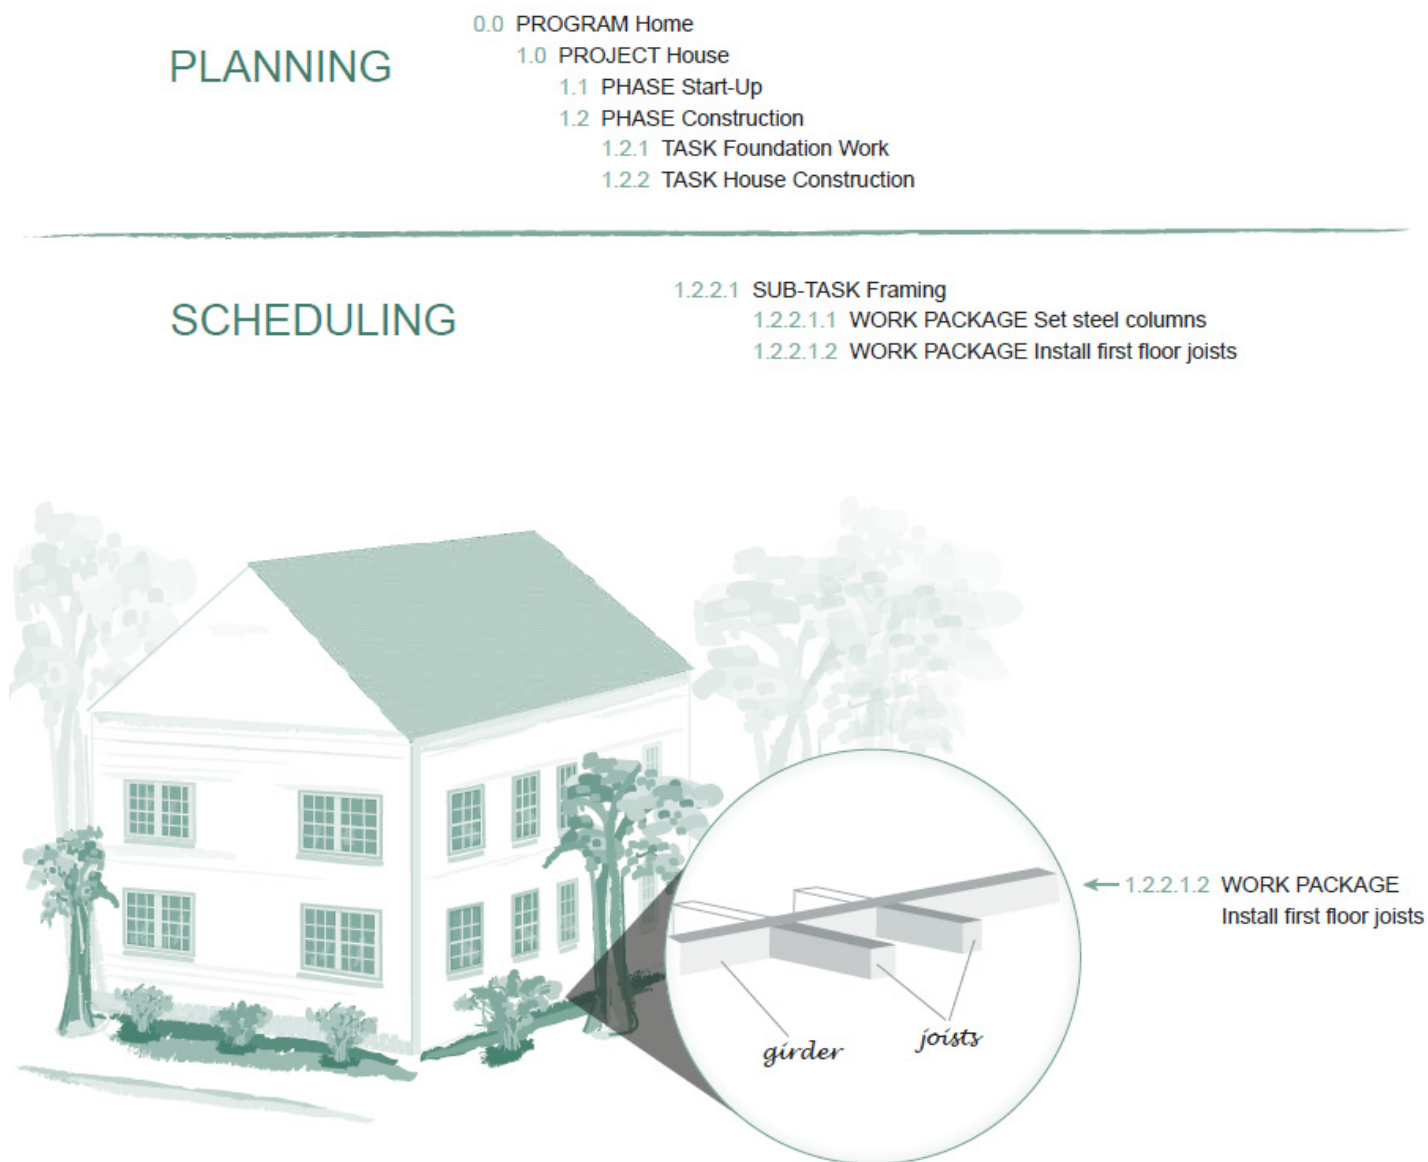 PLANNING
0.0 PROGRAM Home
1.0 PROJECT House
1.1 PHASE Start-Up
1.2 PHASE Construction
1.2.1 TASK Foundation Work
1.2.2 TASK House Construction
SCHEDULING
1.2.2.1 SUB-TASK Framing
1.2.2.1.1 WORK PACKAGE Set steel columns
1.2.2.1.2 WORK PACKAGE Install first floor joists
1.2.2.1.2 WORK PACKAGE
Install first floor joists
girder
joists